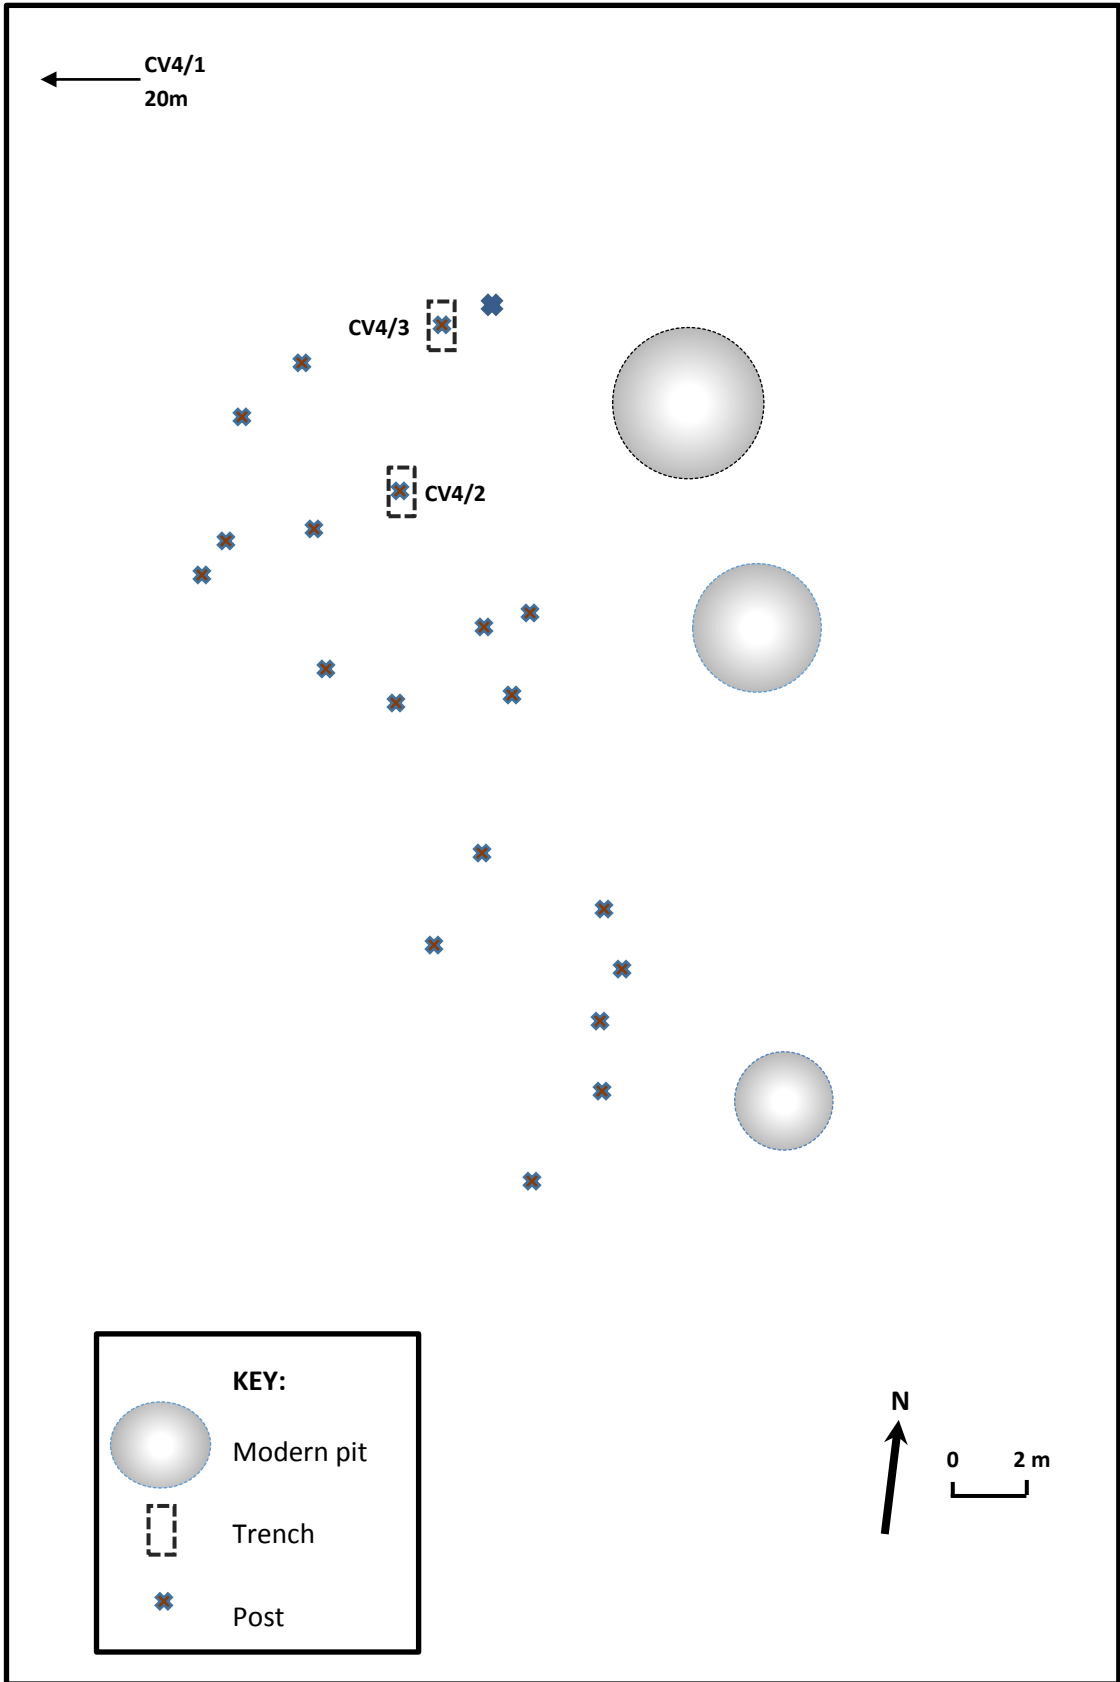 CV4/1
20m
CV4/3
CV4/2
KEY:
Modern pit
Trench
Post
N
0 2 m